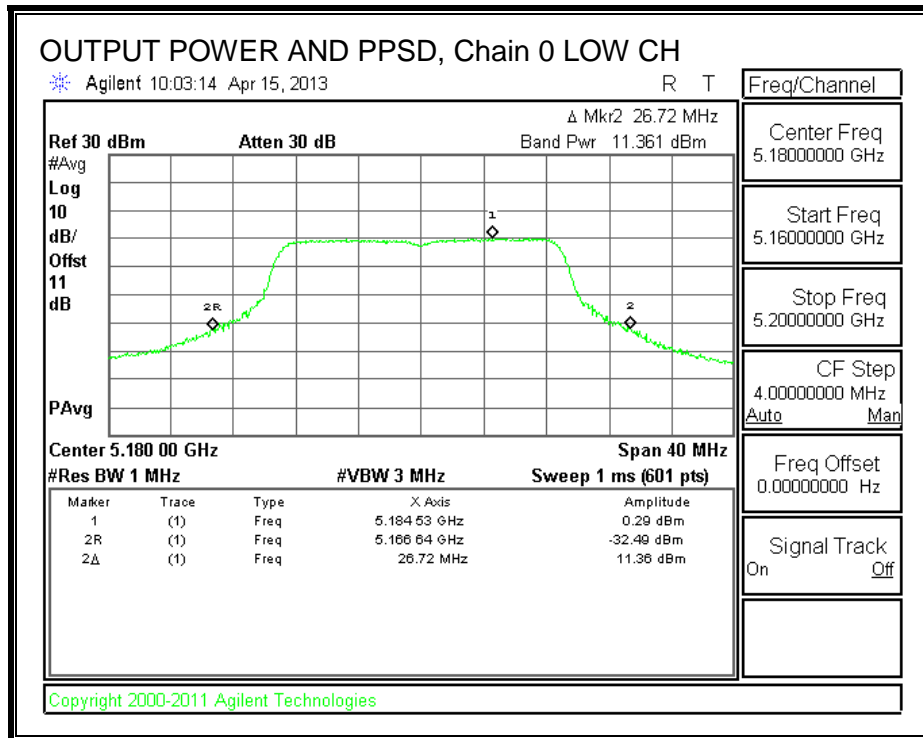 OUTPUT POWER AND PPSD, Chain 0 LOW CH
Agilent 10:03:14 Apr 15, 2013 R T
Freq/Channel
Δ Mkr2 26.72 MHz
Ref 30 dBm Atten 30 dB Band Pwr 11.361 dBm
#Avg
Log
10
dB/
Offst
11
dB
PAvg
1
2R
2
Center 5.180 00 GHz Span 40 MHz
#Res BW 1 MHz #VBW 3 MHz Sweep 1 ms (601 pts)
Marker Trace Type X Axis Amplitude
1 (1) Freq 5.184 53 GHz 0.29 dBm
2R (1) Freq 5.166 64 GHz -32.49 dBm
2Δ (1) Freq 26.72 MHz 11.36 dBm
Center Freq
5.18000000 GHz
Start Freq
5.16000000 GHz
Stop Freq
5.20000000 GHz
CF Step
4.00000000 MHz
Auto Man
Freq Offset
0.00000000 Hz
Signal Track
On Off
Copyright 2000-2011 Agilent Technologies